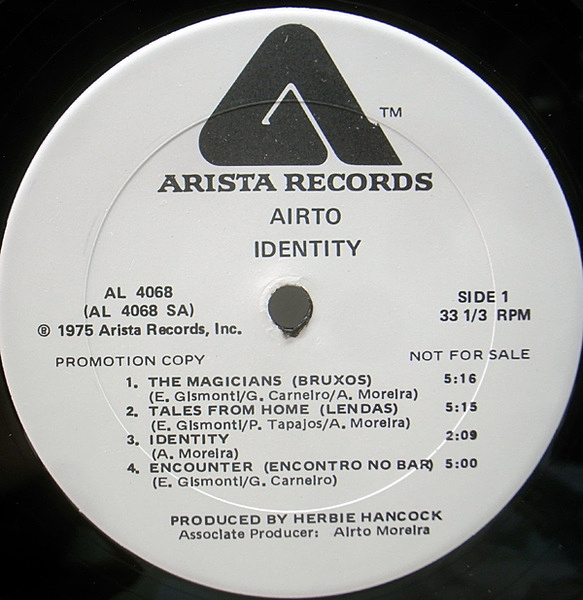 TM
ARISTA RECORDS
AIRTO
IDENTITY
AL 4068
(AL 4068 SA)
℗ 1975 Arista Records, Inc.
SIDE 1
33 1/3 RPM
PROMOTION COPY
NOT FOR SALE
1. THE MAGICIANS (BRUXOS) 5:16
(E. Gismonti/G. Carneiro/A. Moreira)
2. TALES FROM HOME (LENDAS) 5:15
(E. Gismonti/P. Tapajos/A. Moreira)
3. IDENTITY 2:09
(A. Moreira)
4. ENCOUNTER (ENCONTRO NO BAR) 5:00
(E. Gismonti/G. Carneiro)
PRODUCED BY HERBIE HANCOCK
Associate Producer: Airto Moreira